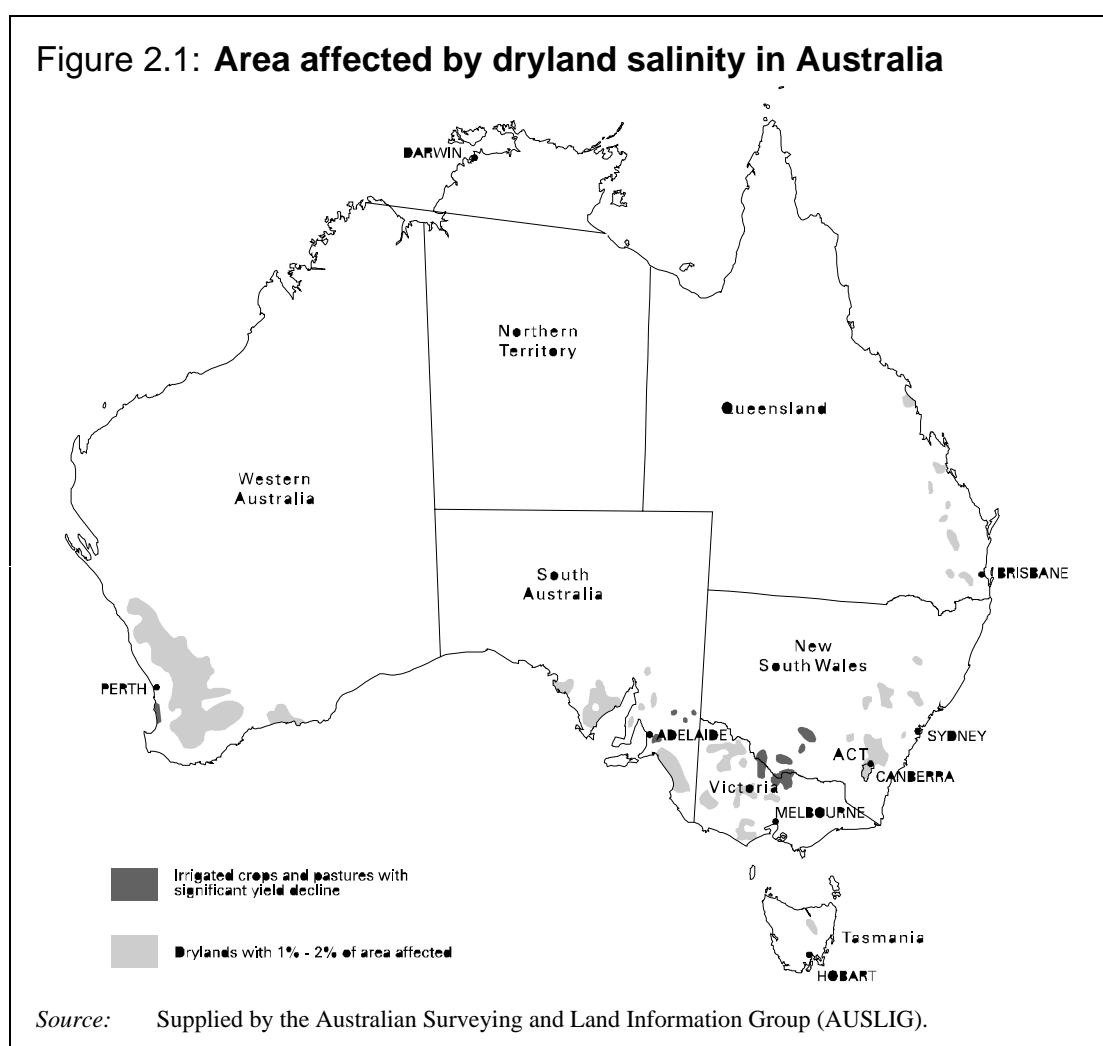 Figure 2.1: Area affected by dryland salinity in Australia
DARWIN
Northern
Territory
Queensland
Western
Australia
South
Australia
BRISBANE
New
South Wales
PERTH
ADELAIDE
SYDNEY
ACT
CANBERRA
Victoria
MELBOURNE
Irrigated crops and pastures with
significant yield decline
Tasmania
Drylands with 1% - 2% of area affected
HOBART
Source: Supplied by the Australian Surveying and Land Information Group (AUSLIG).